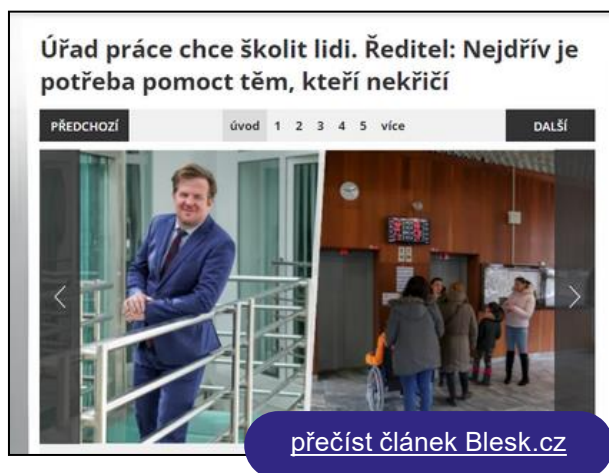 Úřad práce chce školit lidi. Ředitel: Nejdřív je
potřeba pomoct těm, kteří nekřičí
PŘEDCHOZÍ úvod 1 2 3 4 5 více DALŠÍ
přečíst článek Blesk.cz